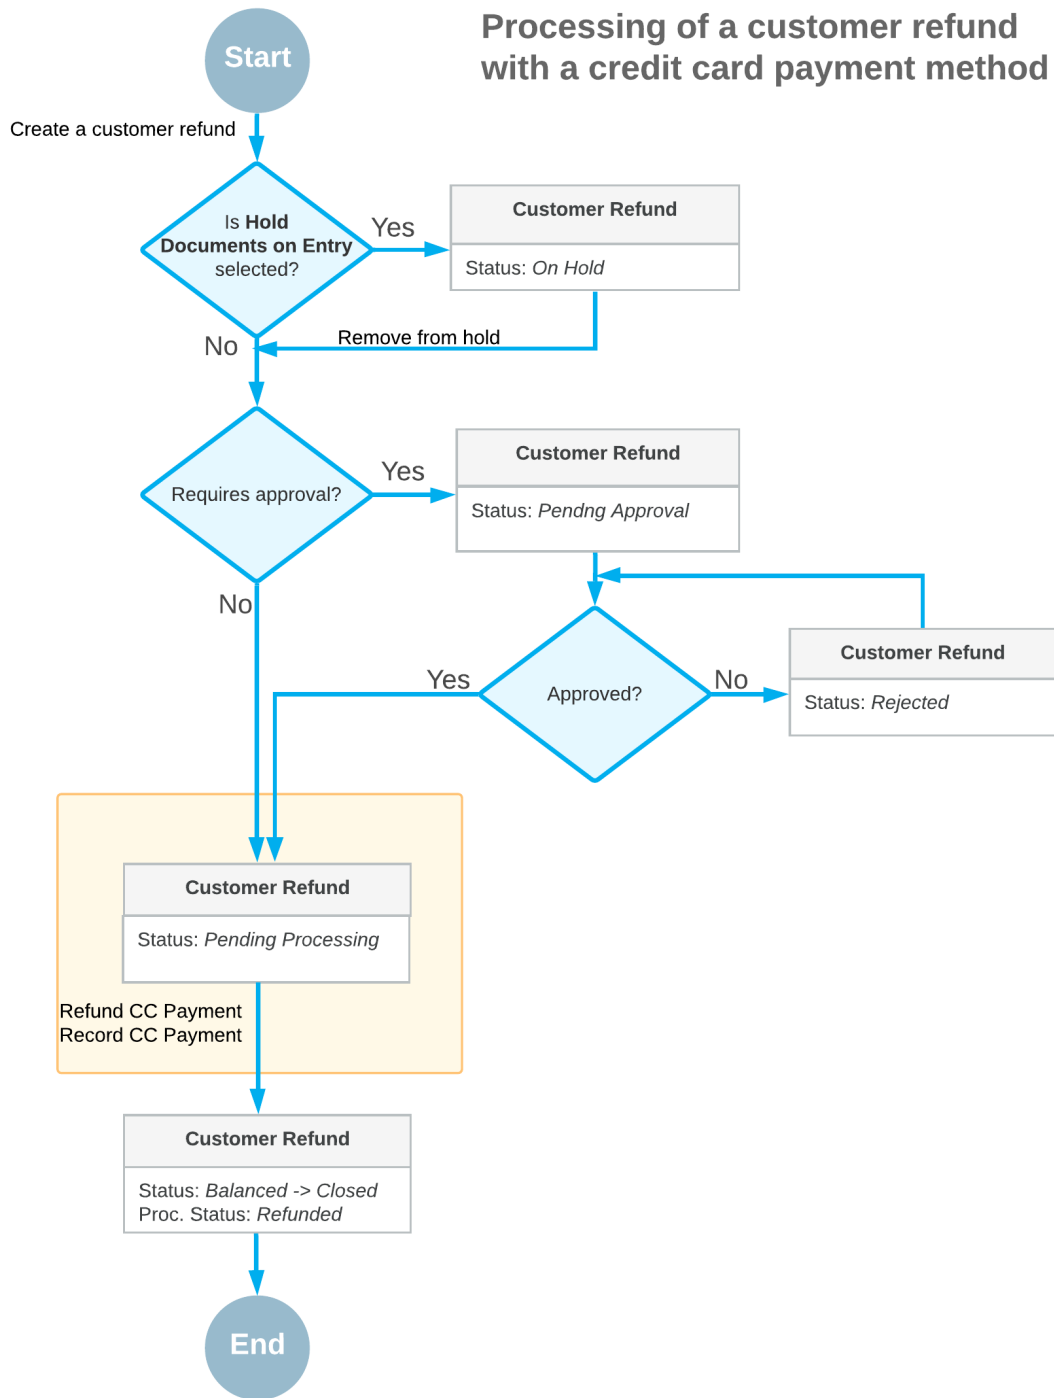 Processing of a customer refund
with a credit card payment method
Start
Create a customer refund
Is Hold
Documents on Entry
selected?
Yes
Customer Refund
Status: On Hold
Remove from hold
No
Requires approval?
Yes
Customer Refund
Status: Pendng Approval
No
Approved?
Yes
No
Customer Refund
Status: Rejected
Customer Refund
Status: Pending Processing
Refund CC Payment
Record CC Payment
Customer Refund
Status: Balanced -> Closed
Proc. Status: Refunded
End